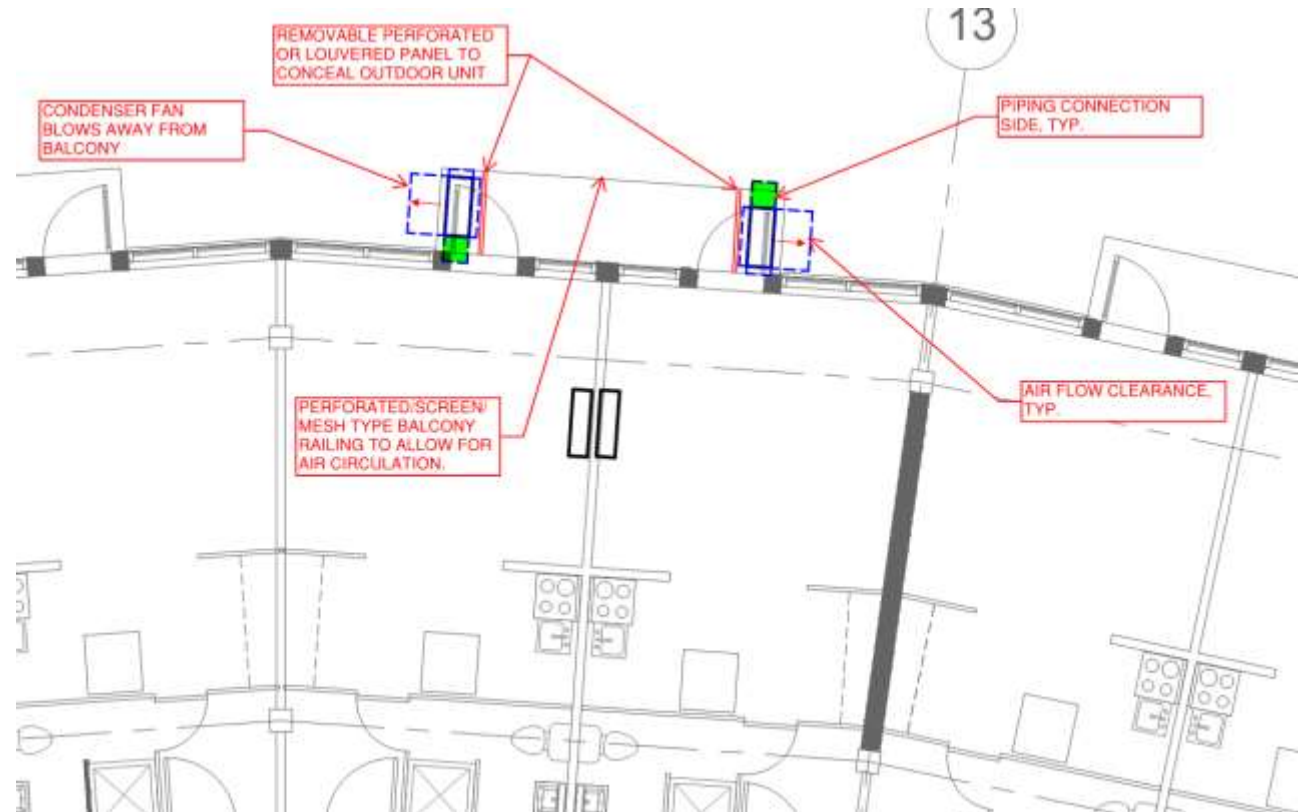 REMOVABLE PERFORATED
OR LOUVERED PANEL TO
CONCEAL OUTDOOR UNIT
13
CONDENSER FAN
BLOWS AWAY FROM
BALCONY
PIPING CONNECTION
SIDE, TYP.
PERFORATED/SCREEN/
MESH TYPE BALCONY
RAILING TO ALLOW FOR
AIR CIRCULATION.
AIR FLOW CLEARANCE,
TYP.